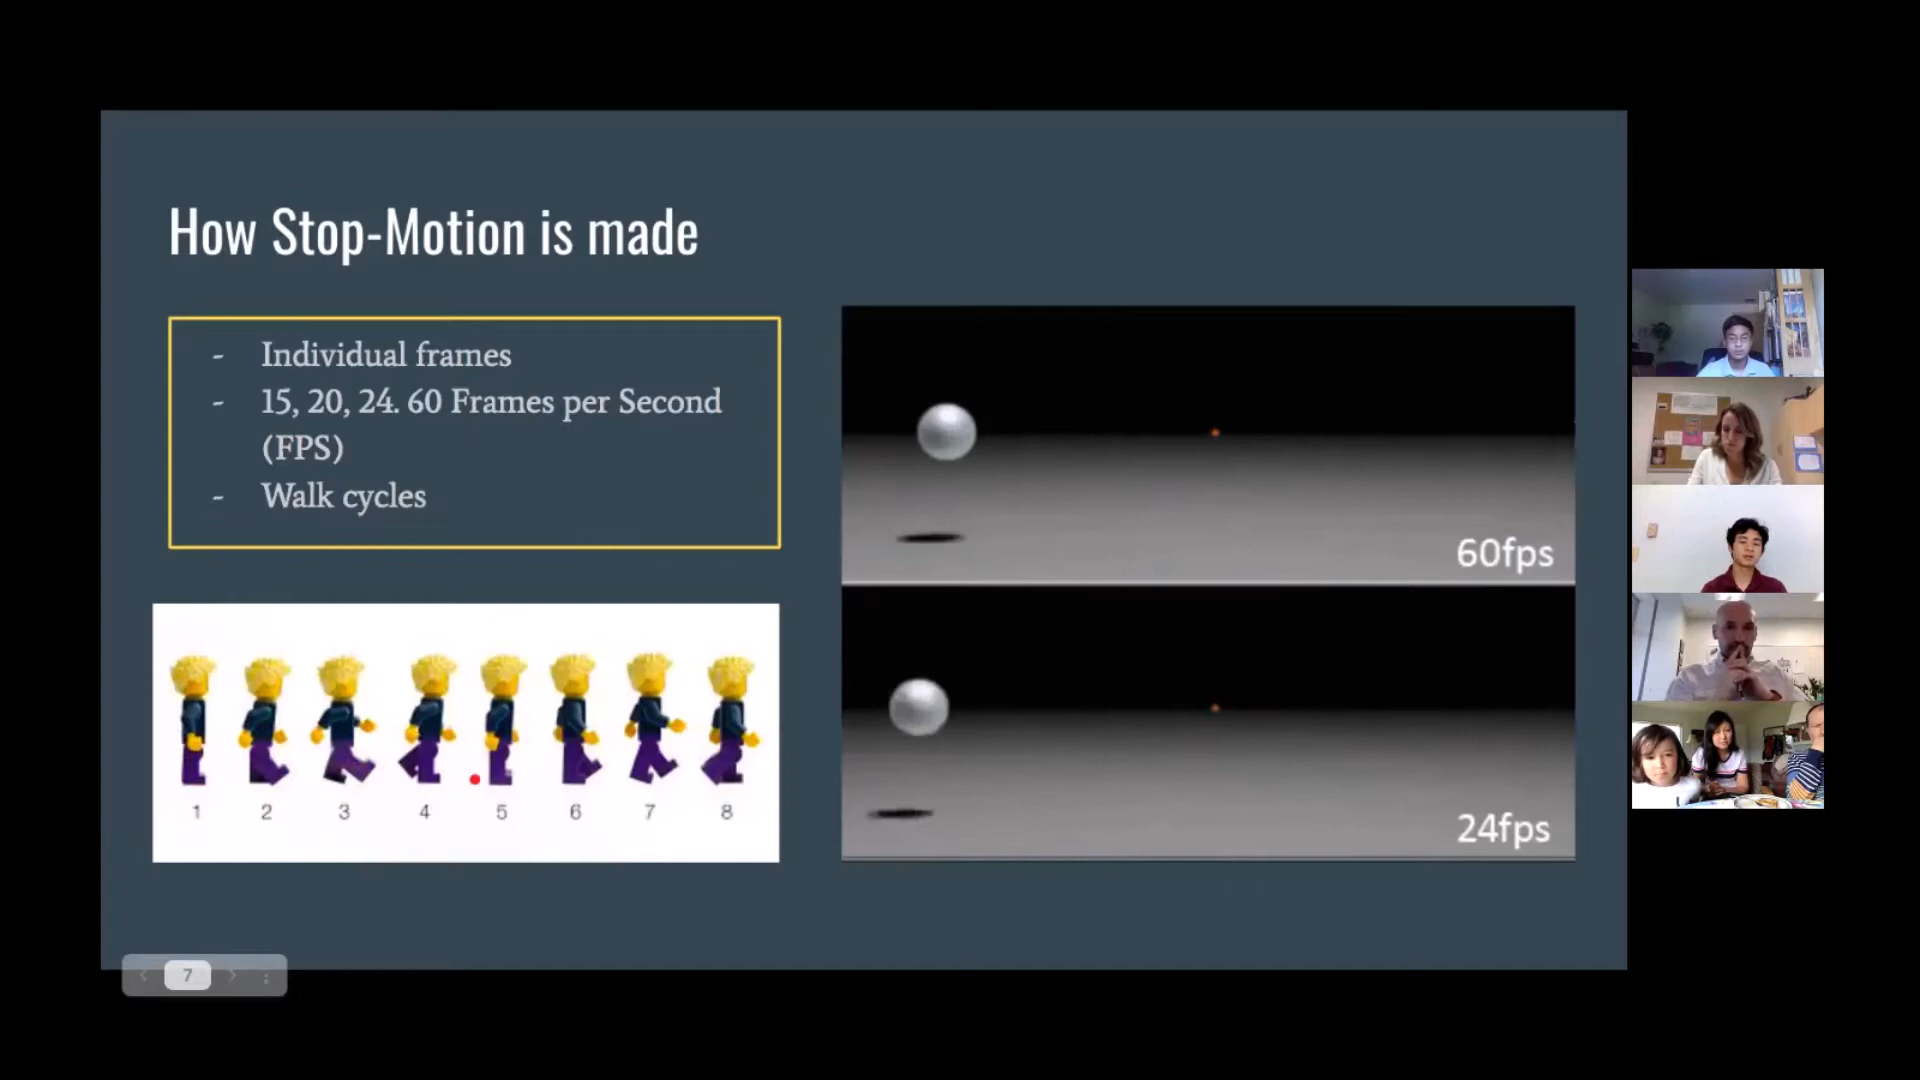 How Stop-Motion is made
- Individual frames
- 15, 20, 24. 60 Frames per Second
(FPS)
- Walk cycles
60fps
24fps
1 2 3 4 5 6 7 8
7